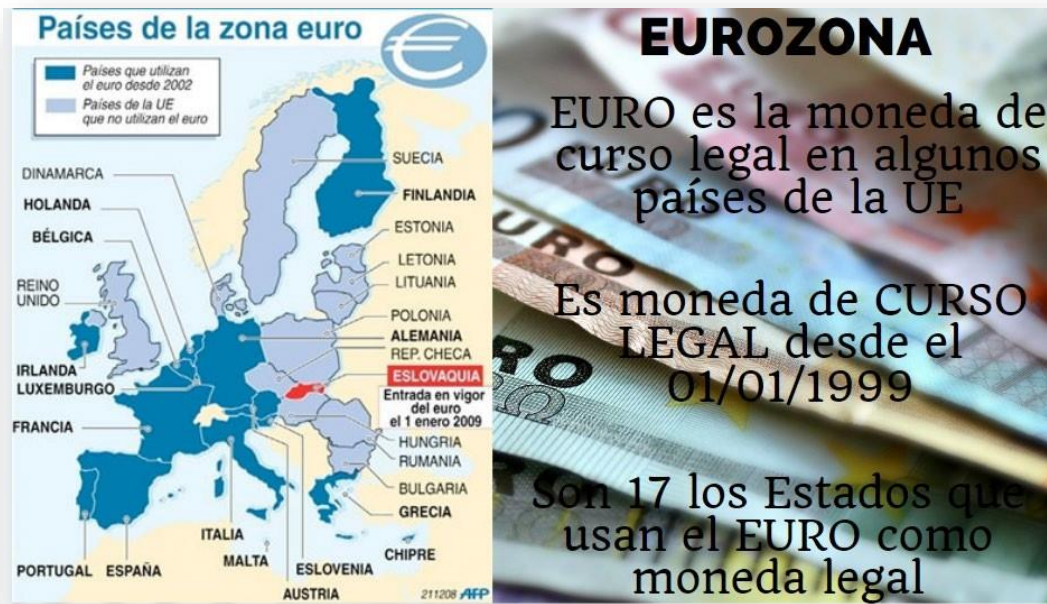 Países de la zona euro
€
Países que utilizan
el euro desde 2002
Países de la UE
que no utilizan el euro
SUECIA
DINAMARCA
FINLANDIA
HOLANDA
ESTONIA
BÉLGICA
LETONIA
LITUANIA
REINO
UNIDO
POLONIA
ALEMANIA
REP. CHECA
IRLANDA
ESLOVAQUIA
LUXEMBURGO
Entrada en vigor
del euro
el 1 enero 2009
FRANCIA
HUNGRIA
RUMANIA
BULGARIA
GRECIA
ITALIA
CHIPRE
MALTA
ESLOVENIA
PORTUGAL
ESPAÑA
AUSTRIA
211208 AFP
EUROZONA
EURO es la moneda de
curso legal en algunos
países de la UE
Es moneda de CURSO
LEGAL desde el
01/01/1999
Son 17 los Estados que
usan el EURO como
moneda legal
URO
RO